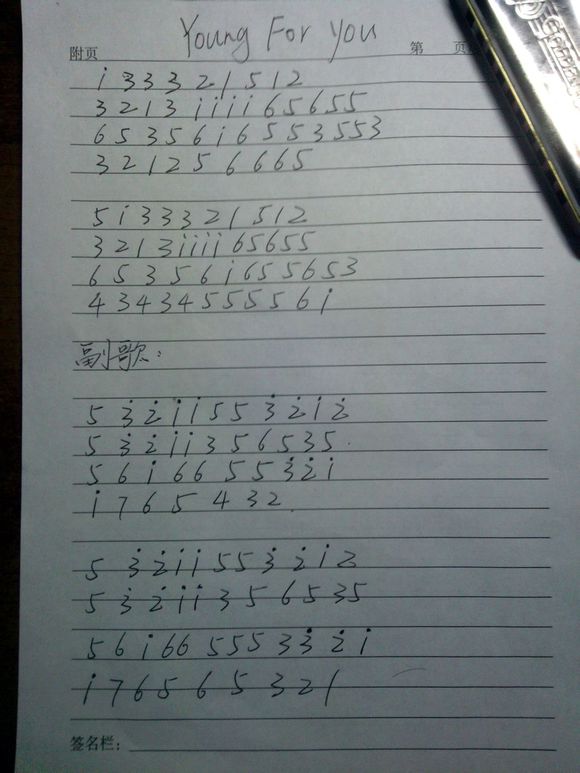 Young For You
附页 第 页
i 3 3 3 2 1 5 1 2
3 2 1 3 i i i i 6 5 6 5 5
6 5 3 5 6 i 6 5 5 3 5 5 3
3 2 1 2 5 6 6 6 5
5 i 3 3 3 2 1 5 1 2
3 2 1 3 i i i i 6 5 6 5 5
6 5 3 5 6 i 6 5 5 6 5 3
4 3 4 3 4 5 5 5 5 6 i
副歌:
5 3̇ 2̇ i i 5 5 3̇ 2̇ i 2̇
5 3̇ 2̇ i i 3 5 6 5 3 5.
5 6 i 6 6 5 5 3̇ 2̇ i
i 7 6 5 4 3 2.
5 3̇ 2̇ i i 5 5 3̇ 2̇ i 2
5 3̇ 2̇ i i 3 5 6 5 3 5
5 6 i 6 6 5 5 5 3 3̇ 2̇ i
i 7 6 5 6 5 3 2 1
签名栏: